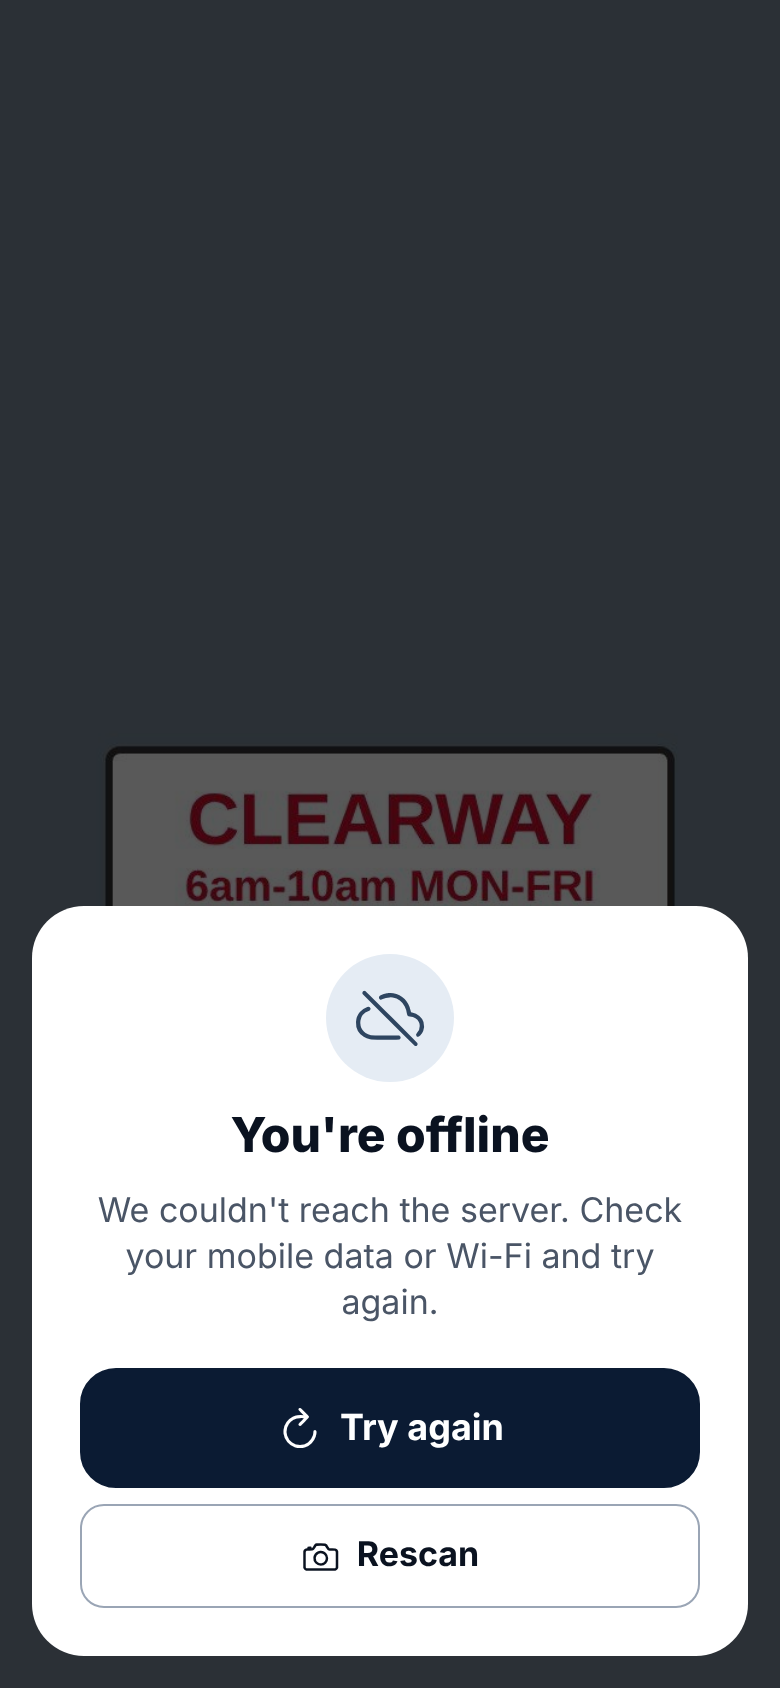 CLEARWAY
6am-10am MON-FRI
You're offline
We couldn't reach the server. Check
your mobile data or Wi-Fi and try
again.
Try again
Rescan